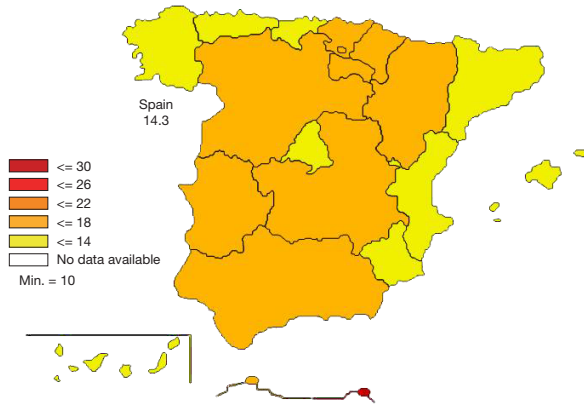 Spain
14.3
<= 30
<= 26
<= 22
<= 18
<= 14
No data available
Min. = 10